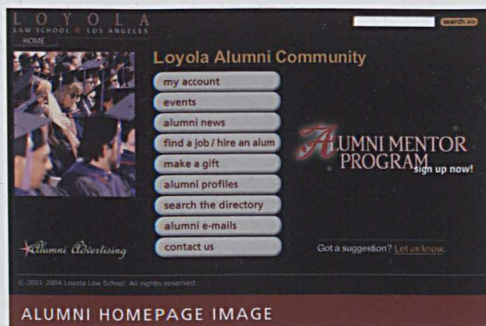 LOYOLA
LAW SCHOOL LOS ANGELES
search >>
HOME
Loyola Alumni Community
my account
events
alumni news
find a job / hire an alum
make a gift
alumni profiles
search the directory
alumni e-mails
contact us
ALUMNI MENTOR
PROGRAM
sign up now!
Alumni Advertising
Got a suggestion? Let us know.
© 2001-2004 Loyola Law School. All rights reserved.
ALUMNI HOMEPAGE IMAGE